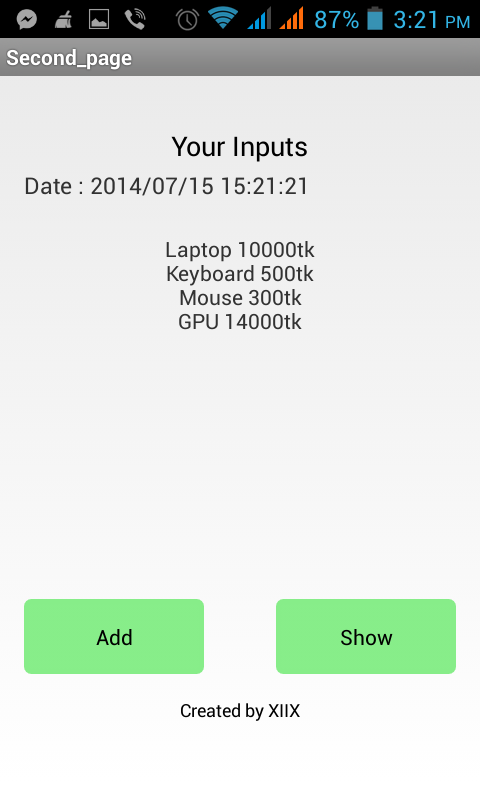 87% 3:21 PM
Second_page
Your Inputs
Date : 2014/07/15 15:21:21
Laptop 10000tk
Keyboard 500tk
Mouse 300tk
GPU 14000tk
Add Show
Created by XIIX